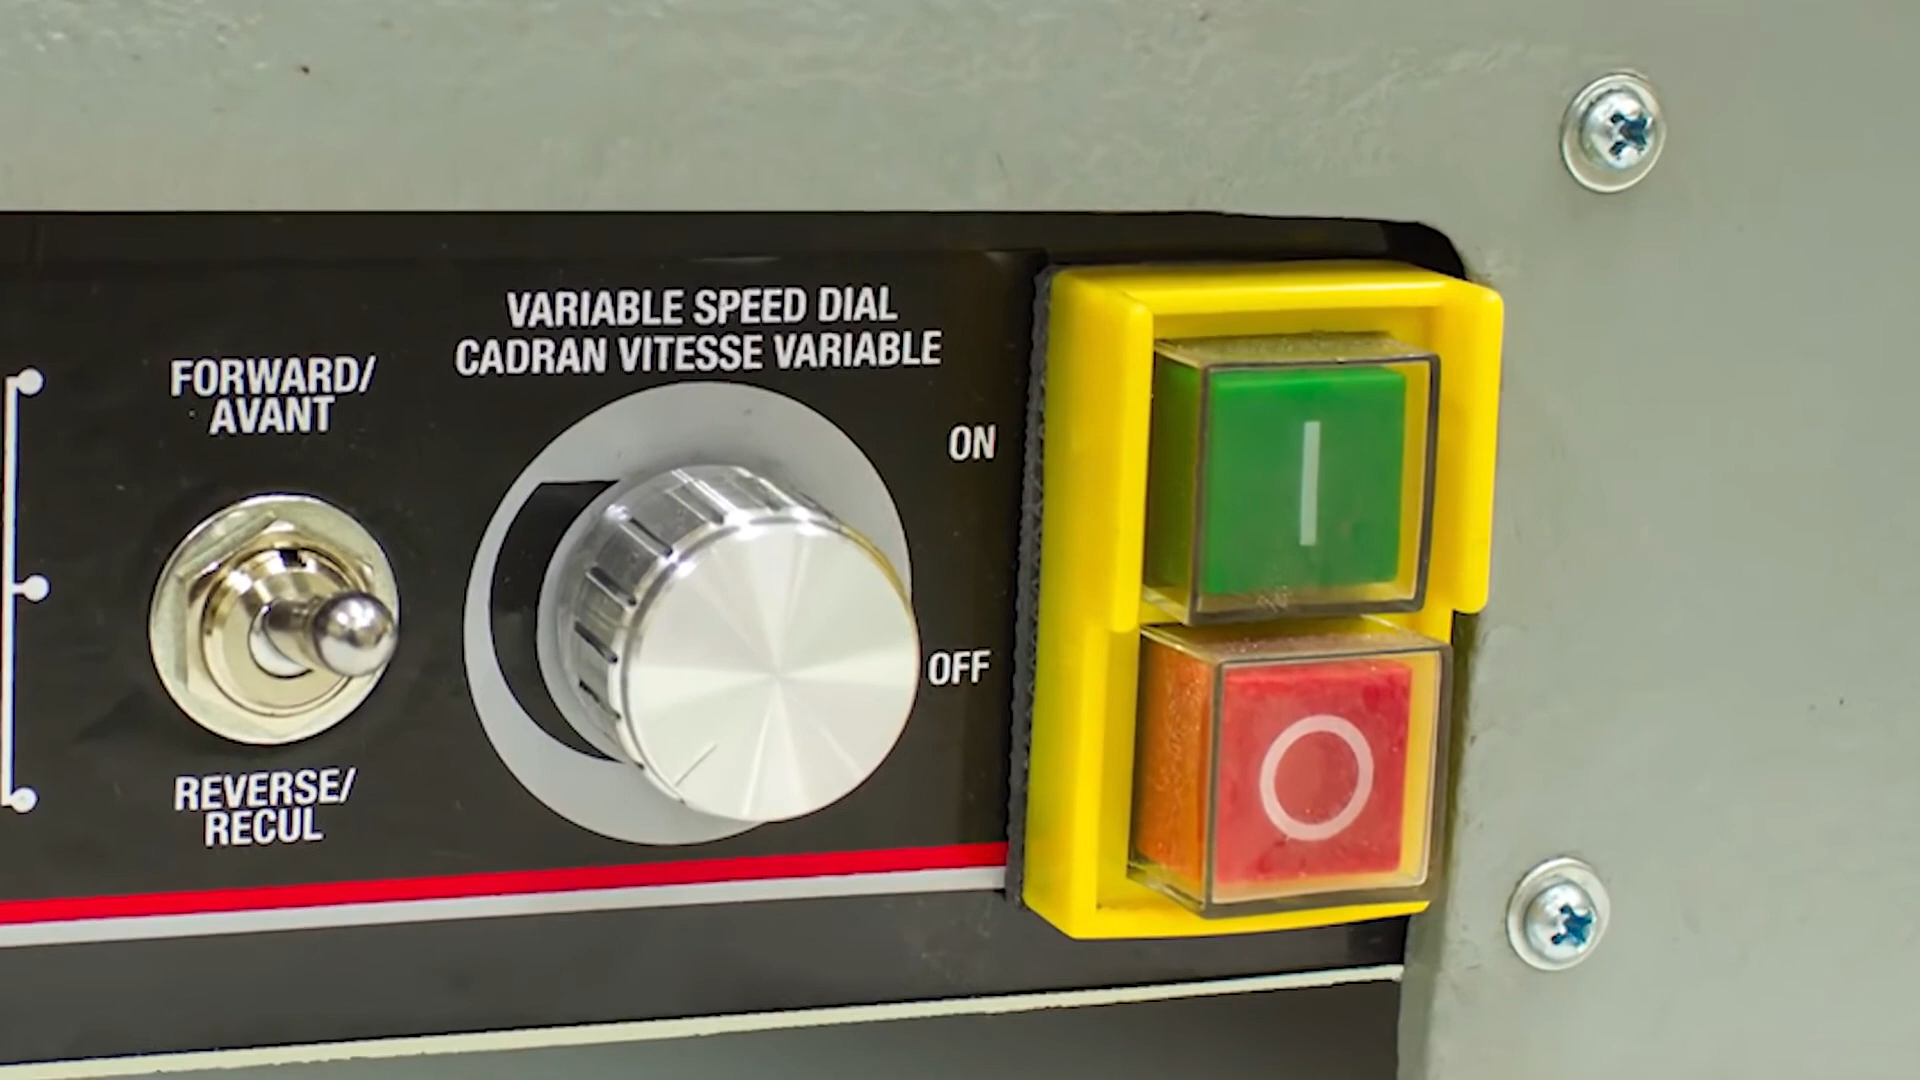 FORWARD/
AVANT
REVERSE/
RECUL
VARIABLE SPEED DIAL
CADRAN VITESSE VARIABLE
ON
OFF
I
O